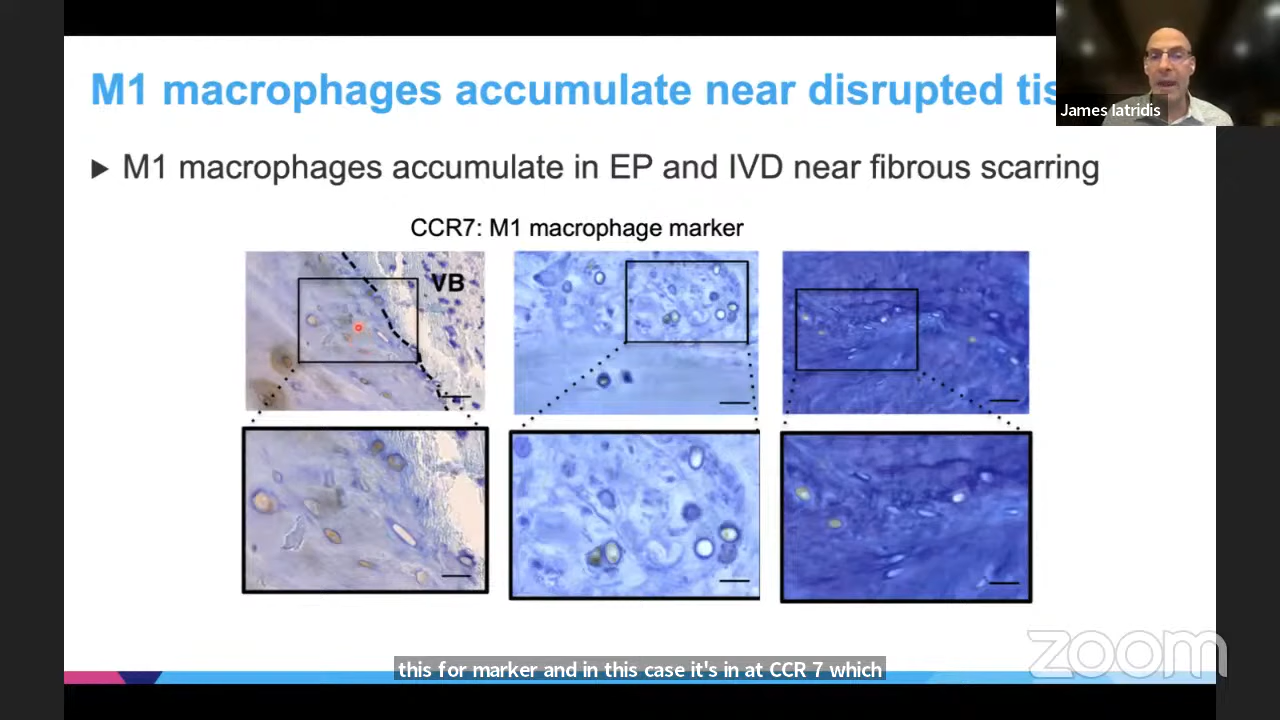 M1 macrophages accumulate near disrupted tis
James Iatridis
► M1 macrophages accumulate in EP and IVD near fibrous scarring
CCR7: M1 macrophage marker
VB
zoom
this for marker and in this case it's in at CCR 7 which